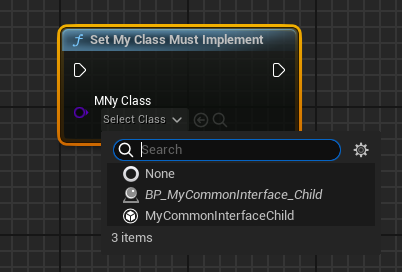 f Set My Class Must Implement
MNy Class
Select Class
Search
None
BP_MyCommonInterface_Child
MyCommonInterfaceChild
3 items